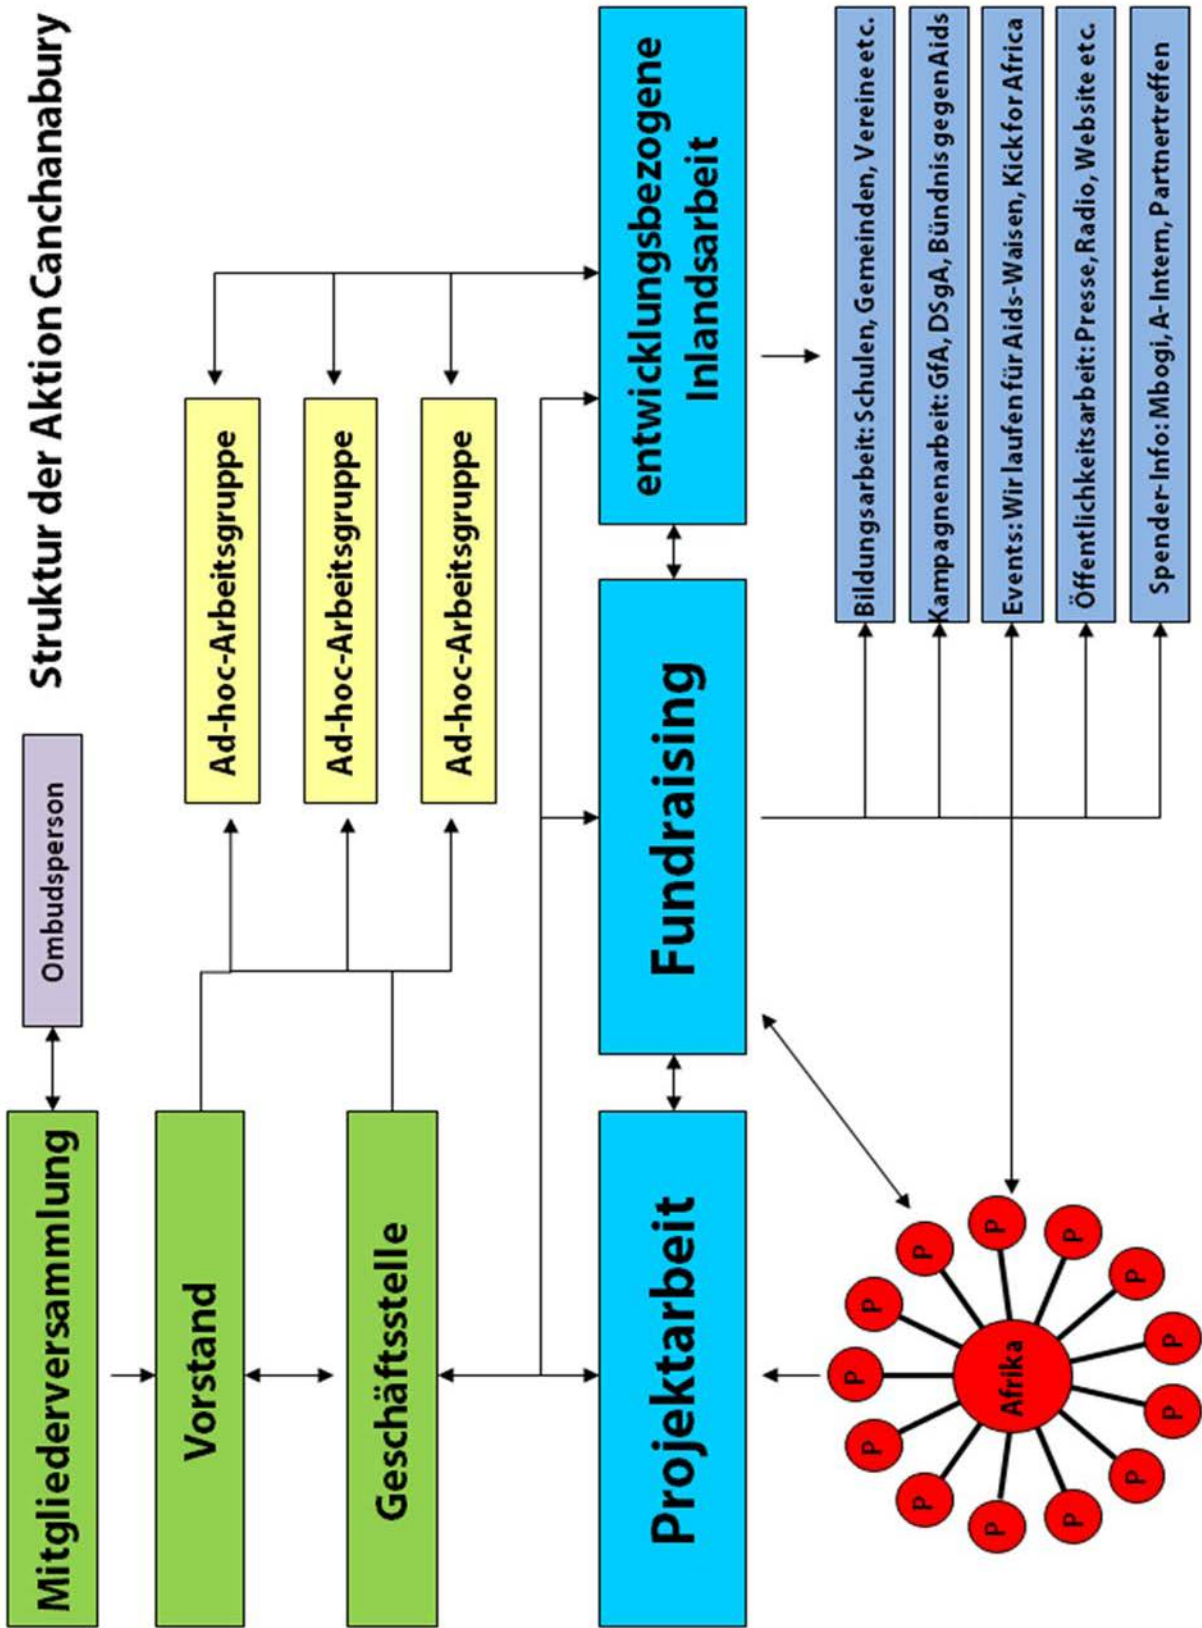 Struktur der Aktion Canchanabury
Mitgliederversammlung
Ombudsperson
Vorstand
Geschäftsstelle
Ad-hoc-Arbeitsgruppe
Ad-hoc-Arbeitsgruppe
Ad-hoc-Arbeitsgruppe
Projektarbeit
Fundraising
entwicklungsbezogene
Inlandsarbeit
P
P
P
P
P
P
P
P
P
P
P
P
P
Afrika
Bildungsarbeit: Schulen, Gemeinden, Vereine etc.
Kampagnenarbeit: GfA, DSgA, Bündnis gegen Aids
Events: Wir laufen für Aids-Waisen, Kick for Africa
Öffentlichkeitsarbeit: Presse, Radio, Website etc.
Spender-Info: Mbogi, A-Intern, Partnertreffen